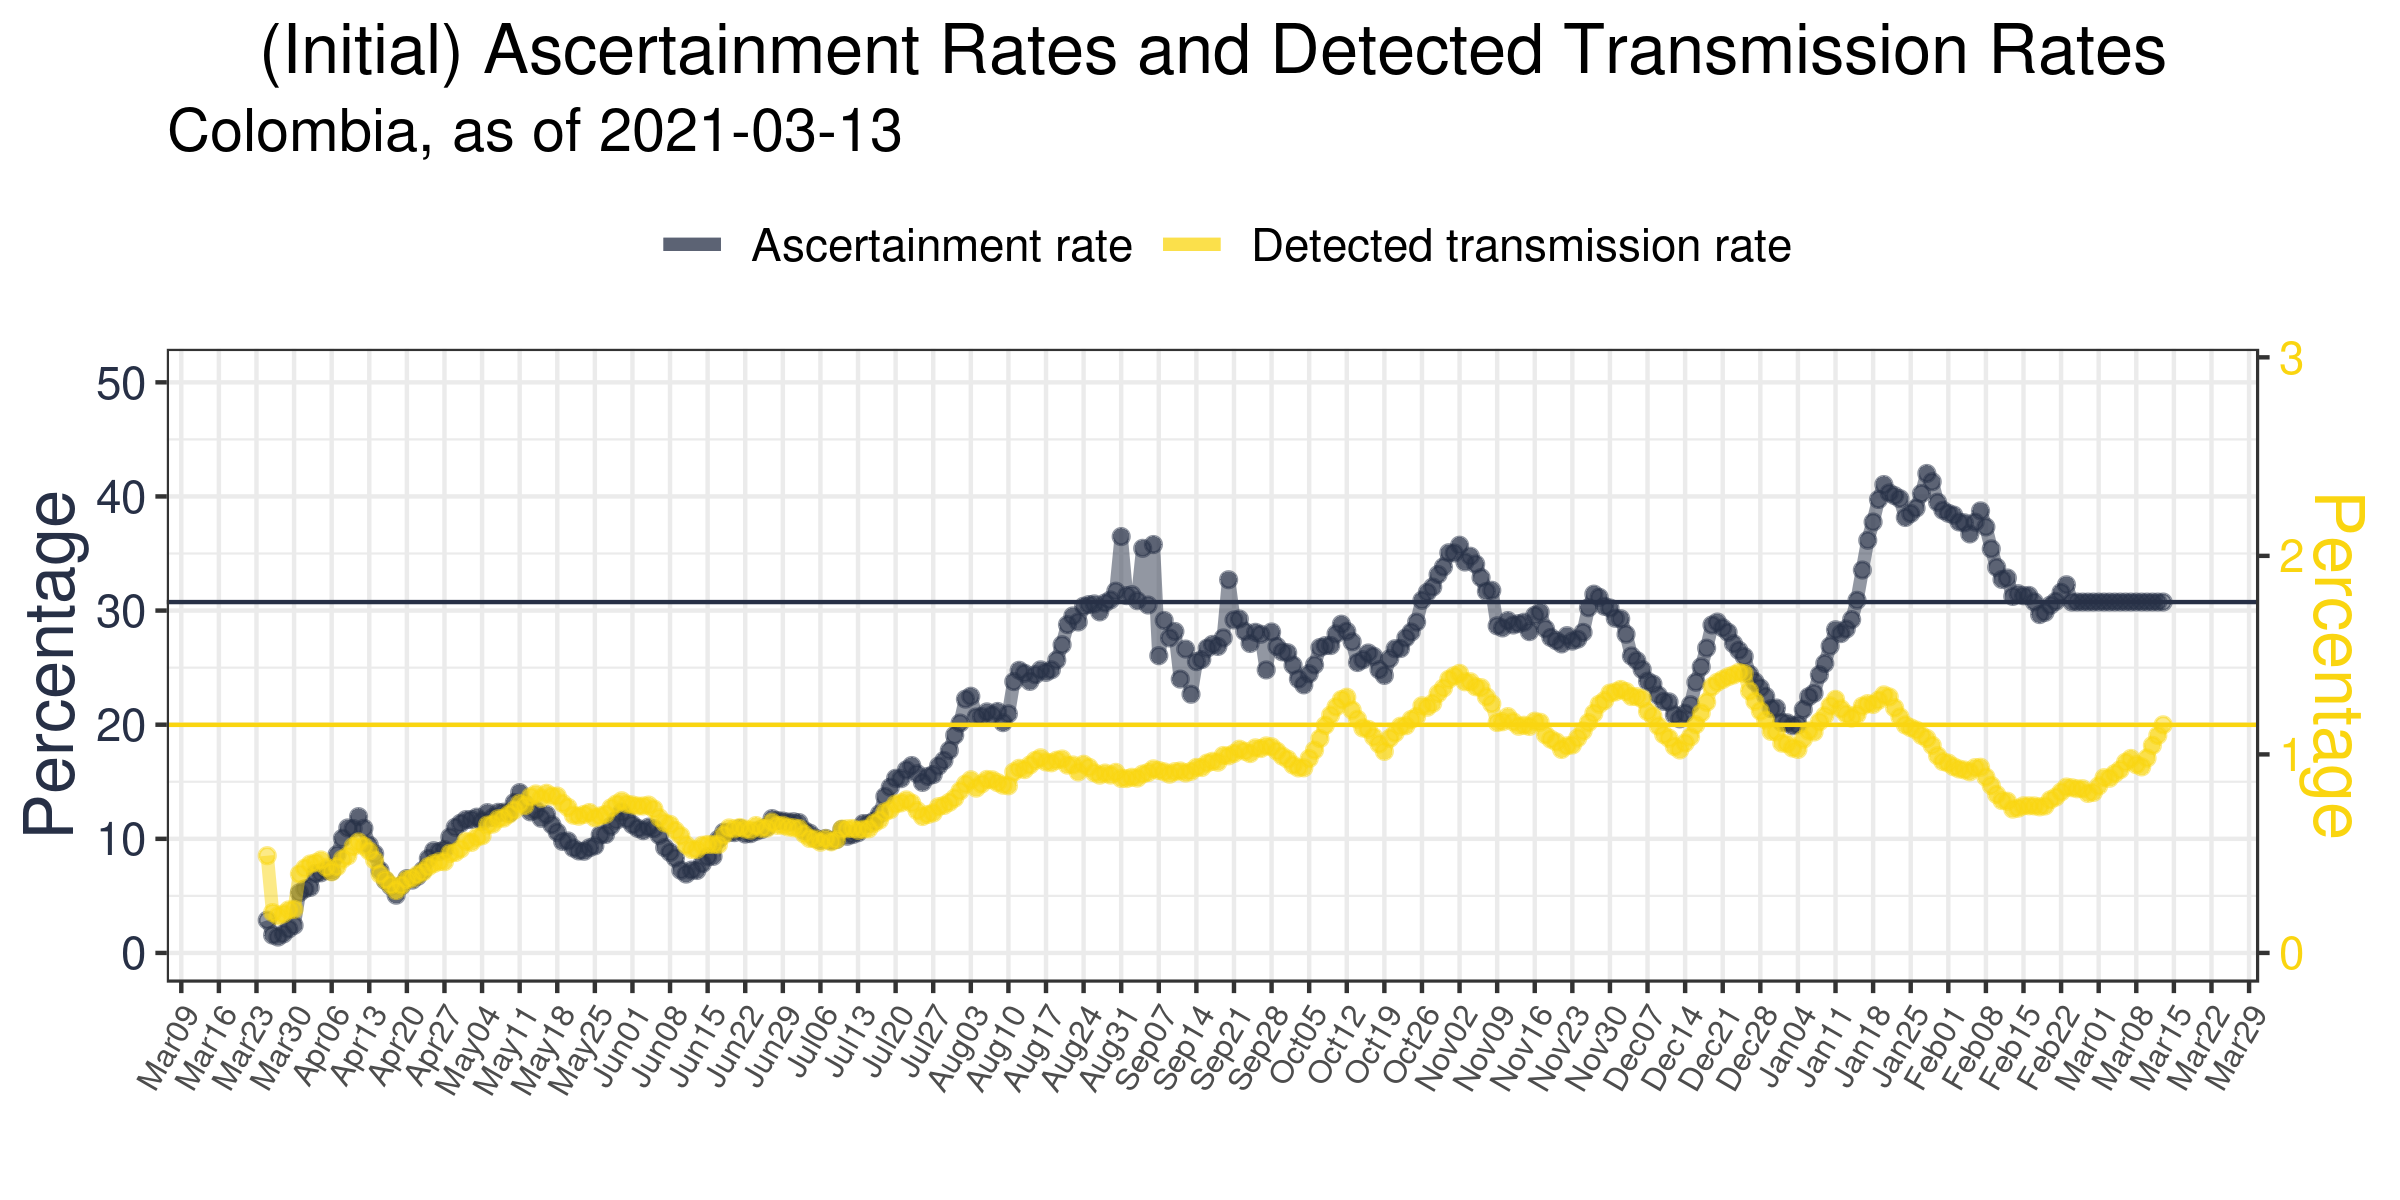 (Initial) Ascertainment Rates and Detected Transmission Rates
Colombia, as of 2021-03-13
Ascertainment rate Detected transmission rate
Percentage
50
40
30
20
10
0
3
2
1
0
Percentage
Mar09 Mar16 Mar23 Mar30 Apr06 Apr13 Apr20 Apr27 May04 May11 May18 May25 Jun01 Jun08 Jun15 Jun22 Jun29 Jul06 Jul13 Jul20 Jul27 Aug03 Aug10 Aug17 Aug24 Aug31 Sep07 Sep14 Sep21 Sep28 Oct05 Oct12 Oct19 Oct26 Nov02 Nov09 Nov16 Nov23 Nov30 Dec07 Dec14 Dec21 Dec28 Jan04 Jan11 Jan18 Jan25 Feb01 Feb08 Feb15 Feb22 Mar01 Mar08 Mar15 Mar22 Mar29